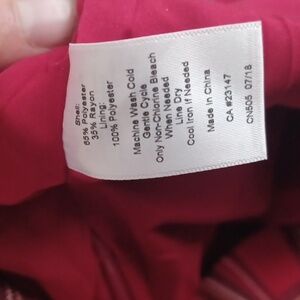 Shell:
65% Polyester
35% Rayon
Lining:
100% Polyester
Machine Wash Cold
Gentle Cycle
Only Non-Chlorine Bleach
When Needed
Line Dry
Cool Iron if Needed
Made In China
CA #23147
CN505 07/18